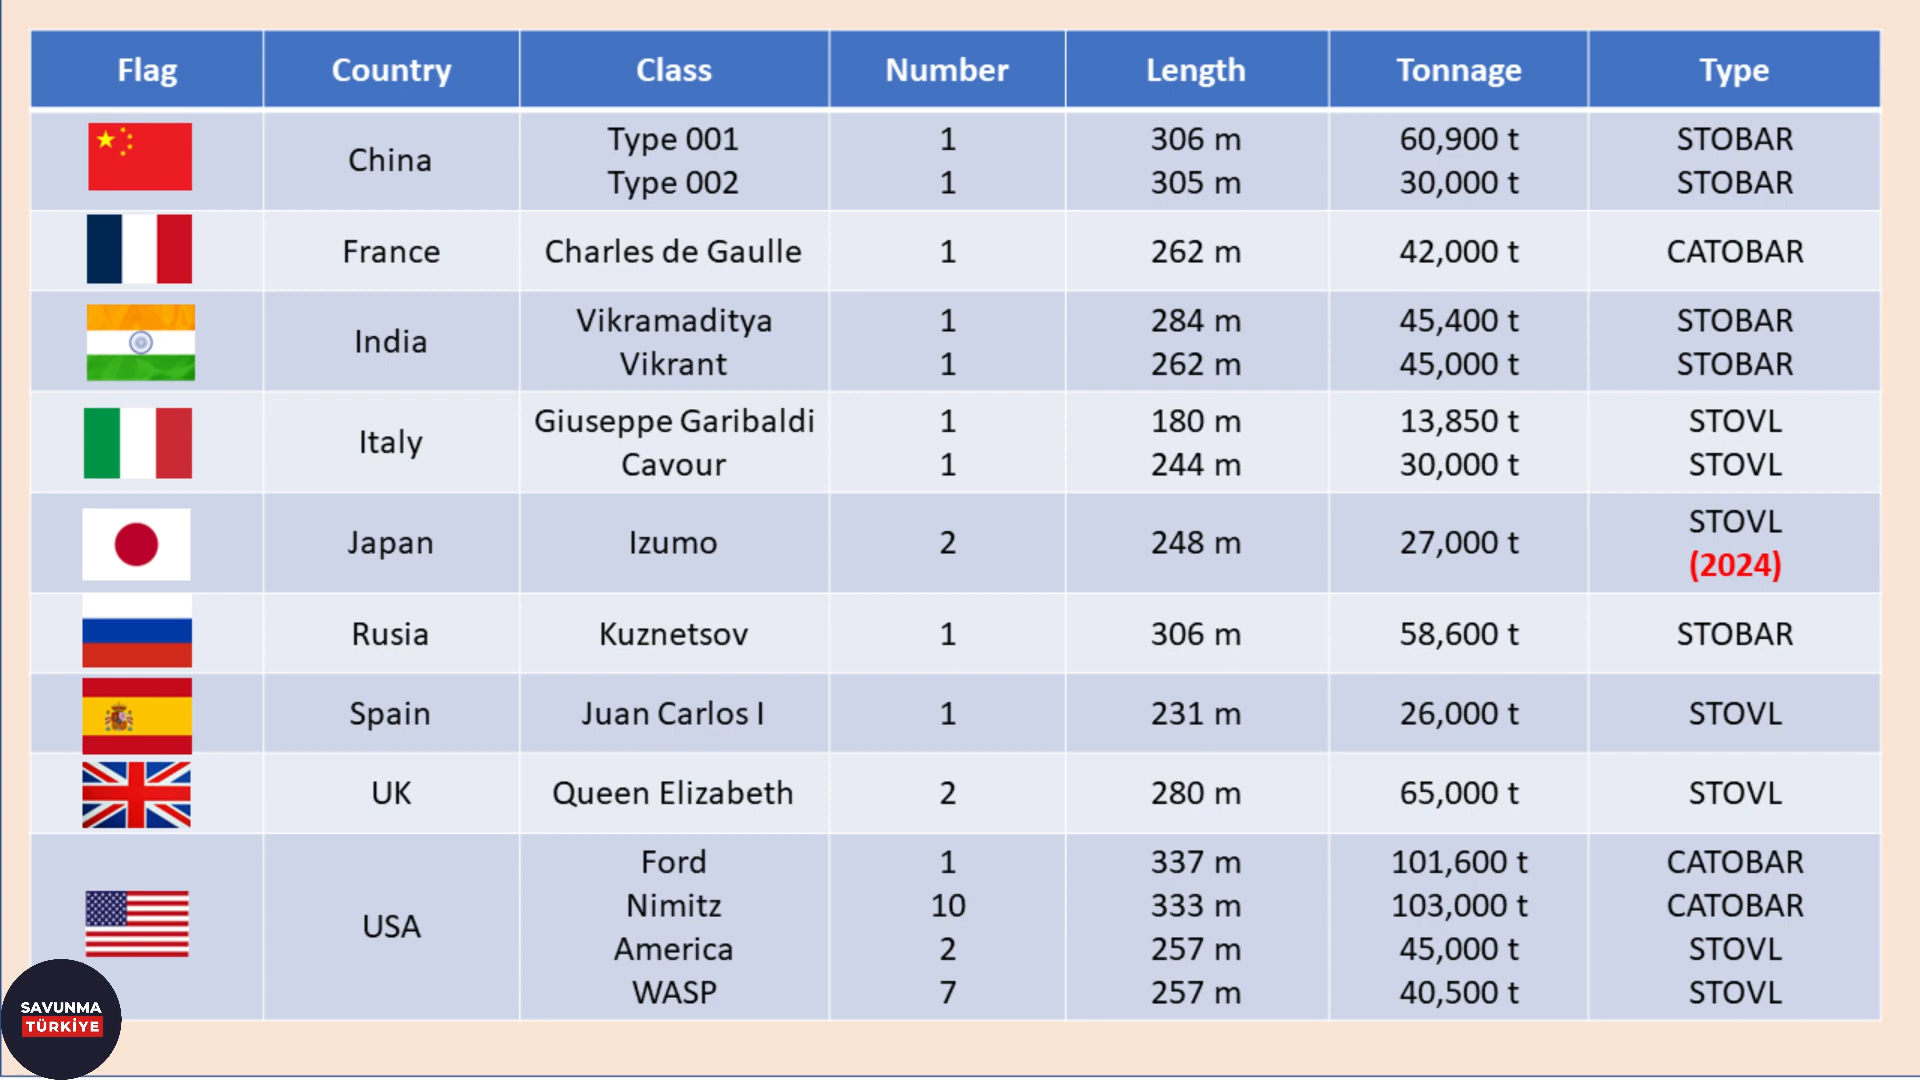 Flag Country Class Number Length Tonnage Type
China
Type 001 1 306 m 60,900 t STOBAR
Type 002 1 305 m 30,000 t STOBAR
France Charles de Gaulle 1 262 m 42,000 t CATOBAR
India
Vikramaditya 1 284 m 45,400 t STOBAR
Vikrant 1 262 m 45,000 t STOBAR
Italy
Giuseppe Garibaldi 1 180 m 13,850 t STOVL
Cavour 1 244 m 30,000 t STOVL
Japan Izumo 2 248 m 27,000 t STOVL
(2024)
Rusia Kuznetsov 1 306 m 58,600 t STOBAR
Spain Juan Carlos I 1 231 m 26,000 t STOVL
UK Queen Elizabeth 2 280 m 65,000 t STOVL
USA
Ford 1 337 m 101,600 t CATOBAR
Nimitz 10 333 m 103,000 t CATOBAR
America 2 257 m 45,000 t STOVL
WASP 7 257 m 40,500 t STOVL
SAVUNMA
TÜRKİYE